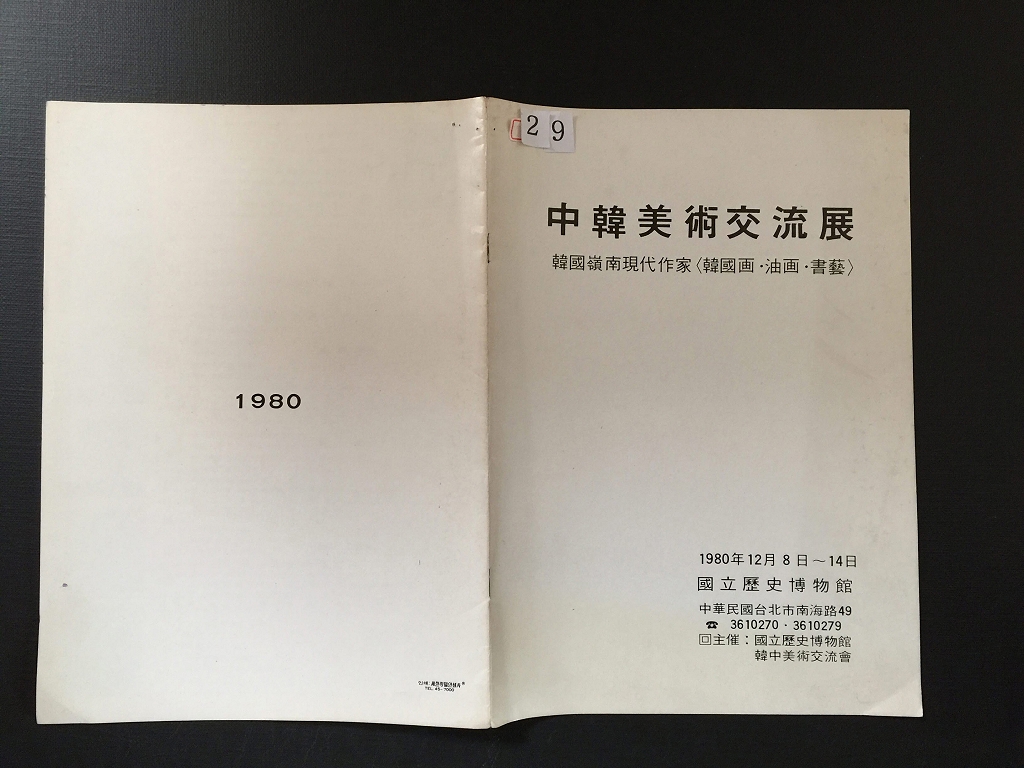 29
中韓美術交流展
韓國嶺南現代作家〈韓國画·油画·書藝〉
1980年12月8日～14日
國立歷史博物館
中華民國台北市南海路49
☎ 3610270·3610279
回主催：國立歷史博物館
韓中美術交流會
1980
TEL. 45-7000